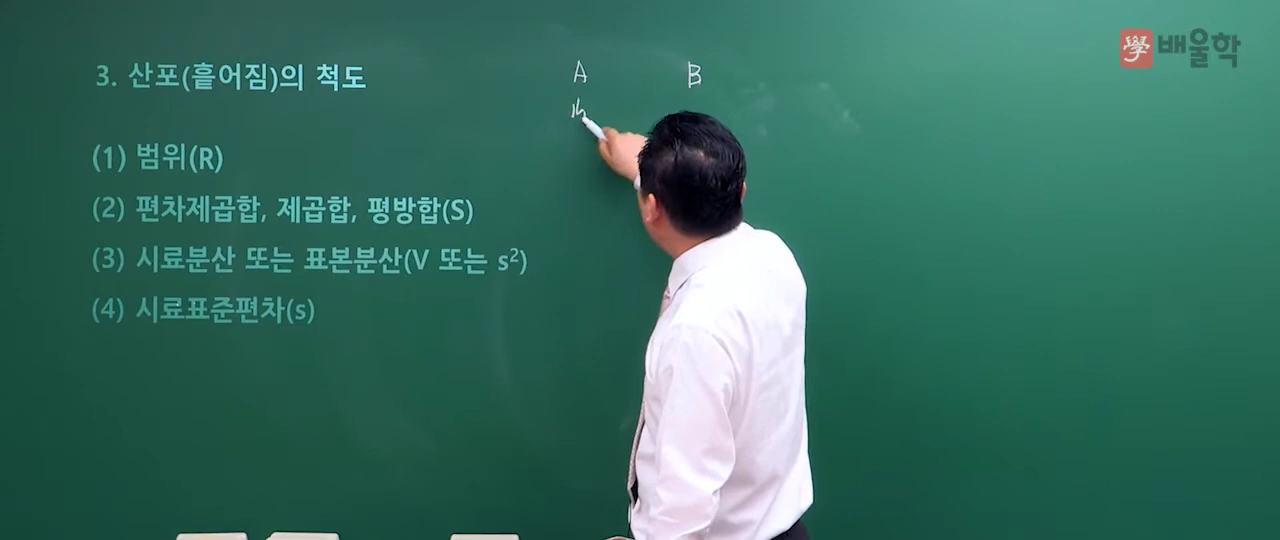 學 배울학
3. 산포(흩어짐)의 척도
A B
(1) 범위(R)
(2) 편차제곱합, 제곱합, 평방합(S)
(3) 시료분산 또는 표본분산(V 또는 s²)
(4) 시료표준편차(s)